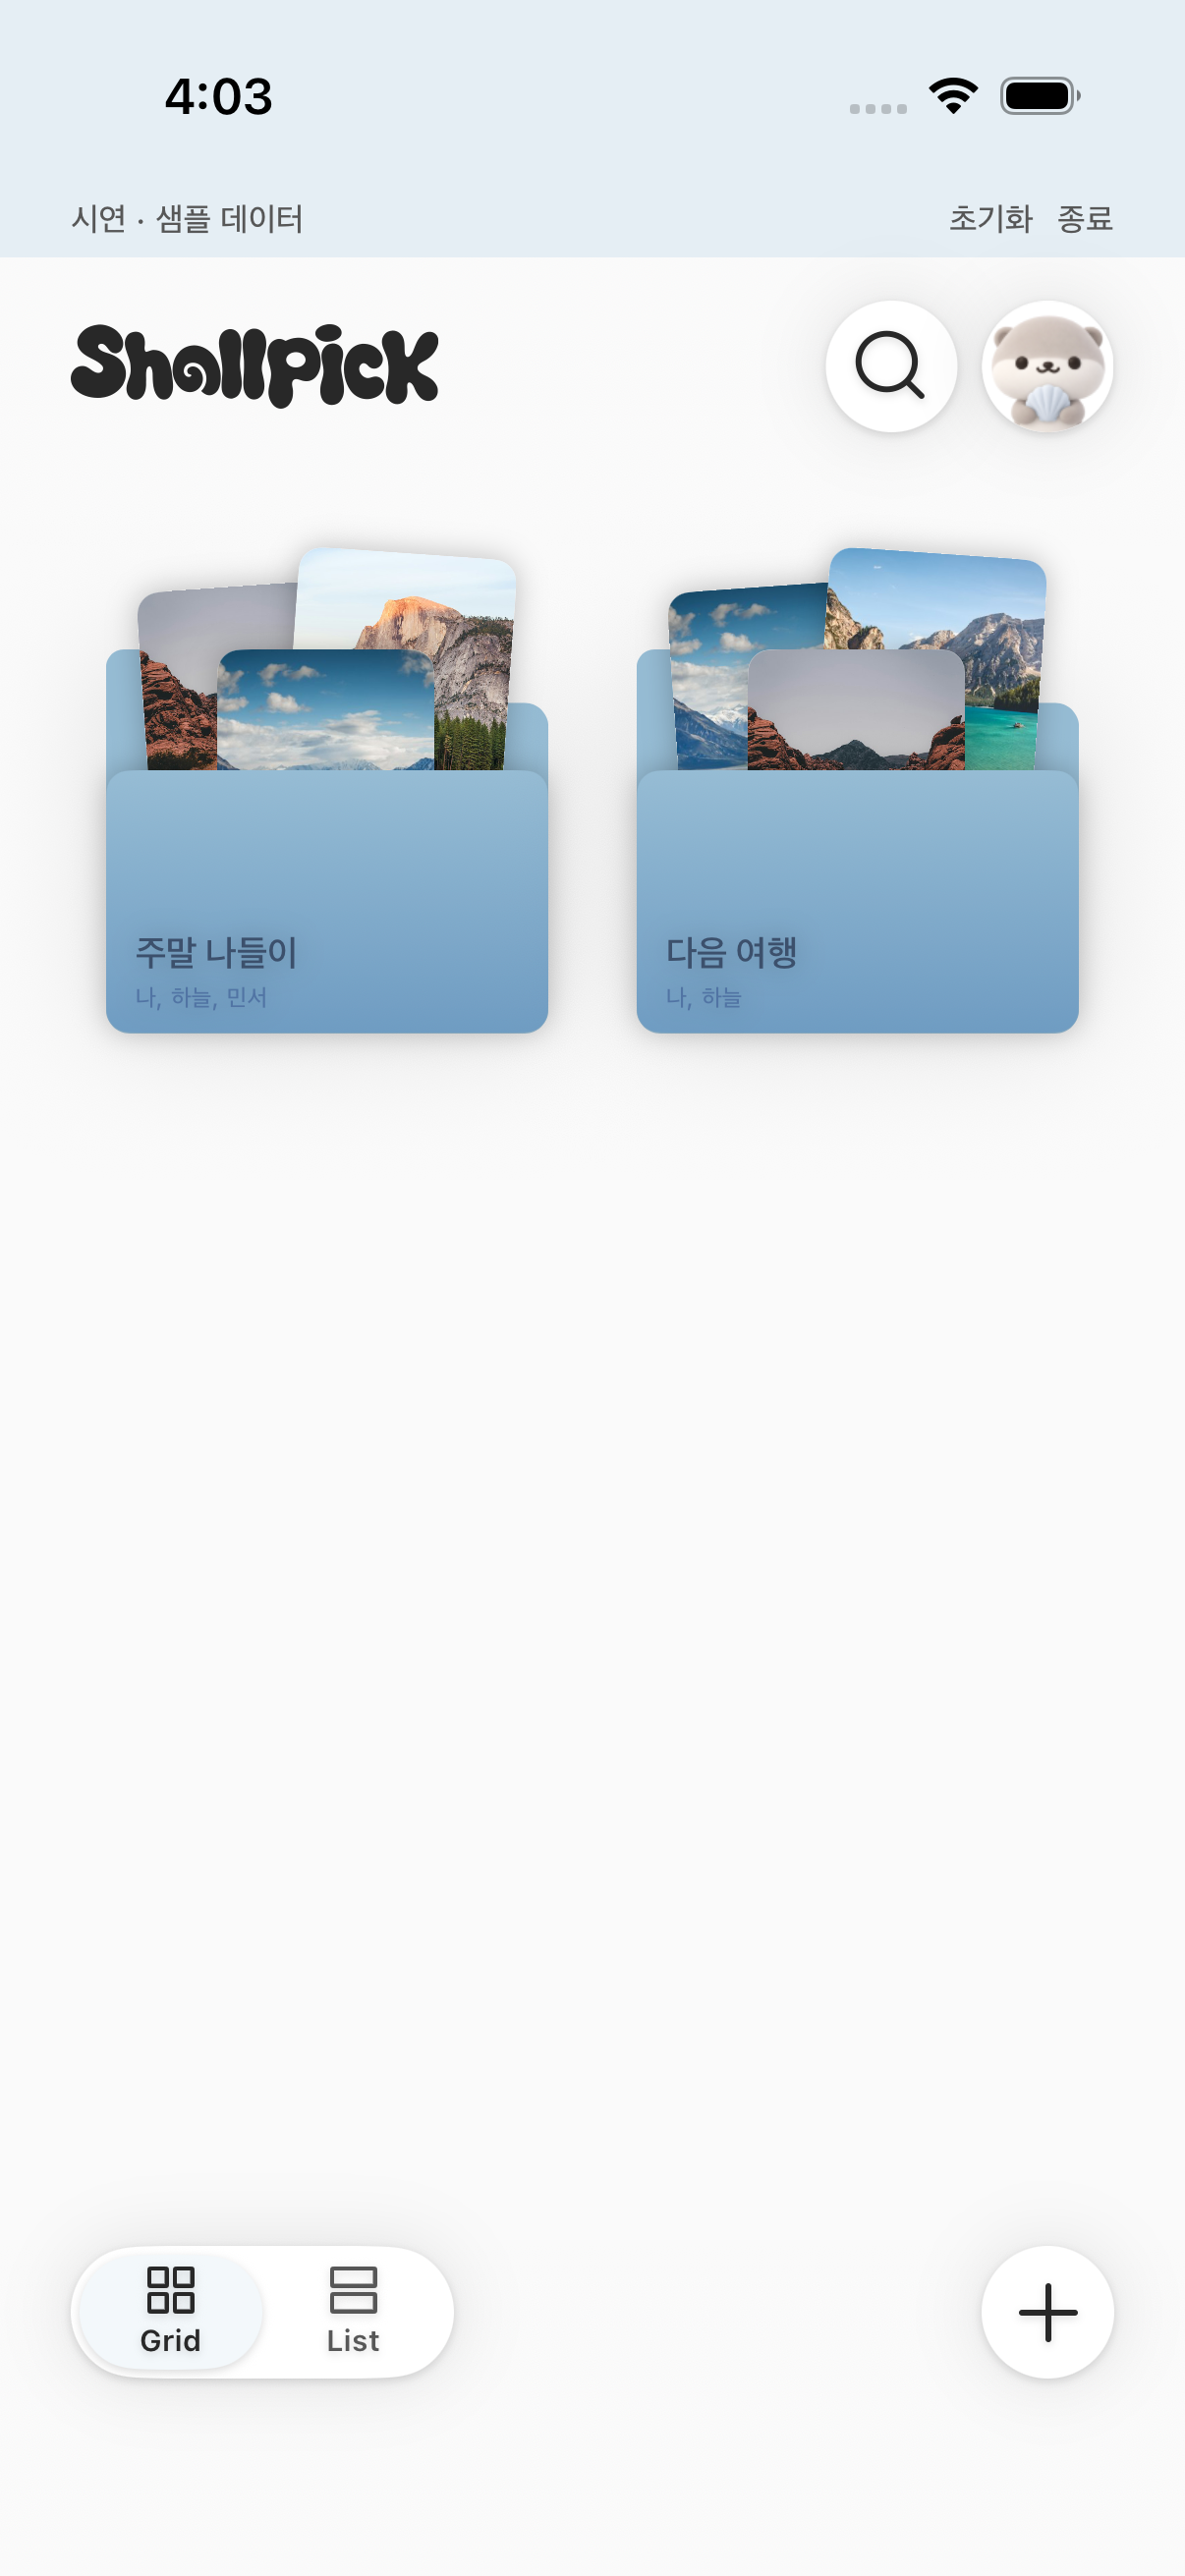 4:03
시연 · 샘플 데이터
초기화 종료
Shallpick
주말 나들이
나, 하늘, 민서
다음 여행
나, 하늘
Grid
List